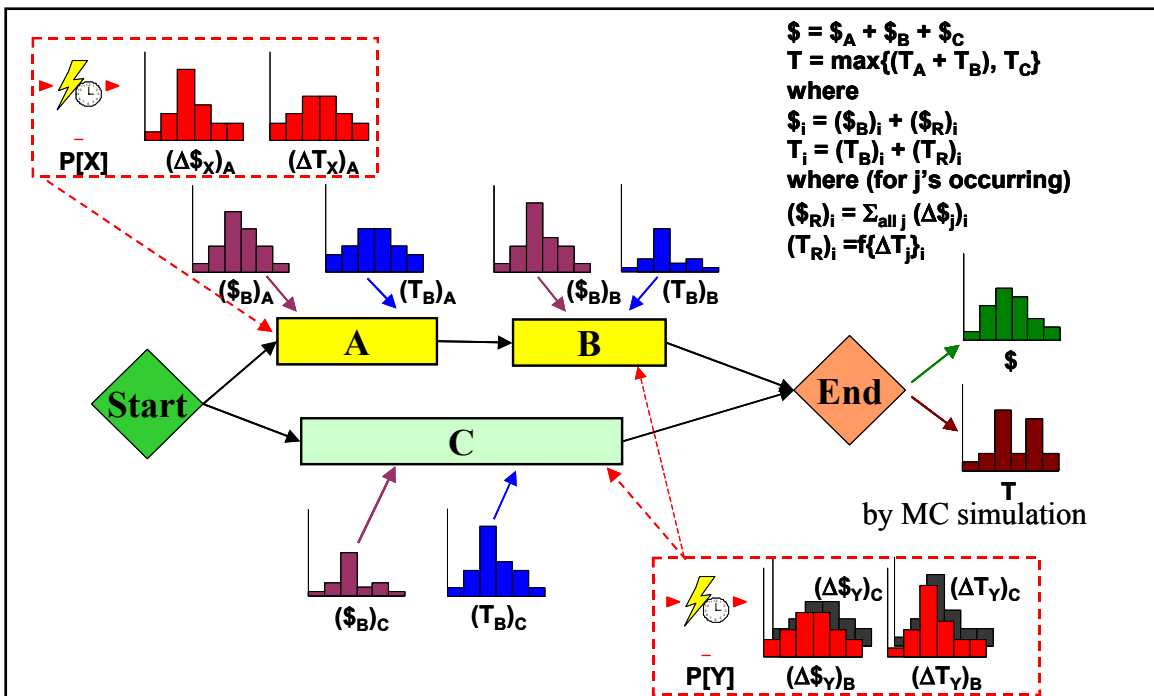 $ = $A + $B + $C
T = max{(TA + TB), TC}
where
$i = ($B)i + ($R)i
Ti = (TB)i + (TR)i
where (for j's occurring)
($R)i = Σall j (Δ$j)i
(TR)i =f{ΔTj}i
P[X]
(Δ$X)A
(ΔTX)A
($B)A
(TB)A
($B)B
(TB)B
A
B
Start
C
End
$
T
by MC simulation
($B)C
(TB)C
P[Y]
(Δ$Y)C
(Δ$Y)B
(ΔTY)C
(ΔTY)B